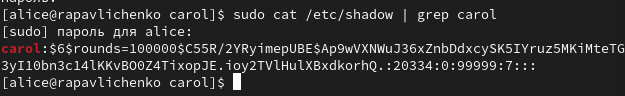 пароль:
[alice@rapavlichenko carol]$ sudo cat /etc/shadow | grep carol
[sudo] пароль для alice:
carol:$6$rounds=100000$C55R/2YRyimepUBE$Ap9wVXNWuJ36xZnbDdxcySK5IYruz5MKiMteTG
3yI10bn3c14lKKvBO0Z4TixopJE.ioy2TVlHulXBxdkorhQ.:20334:0:99999:7:::
[alice@rapavlichenko carol]$